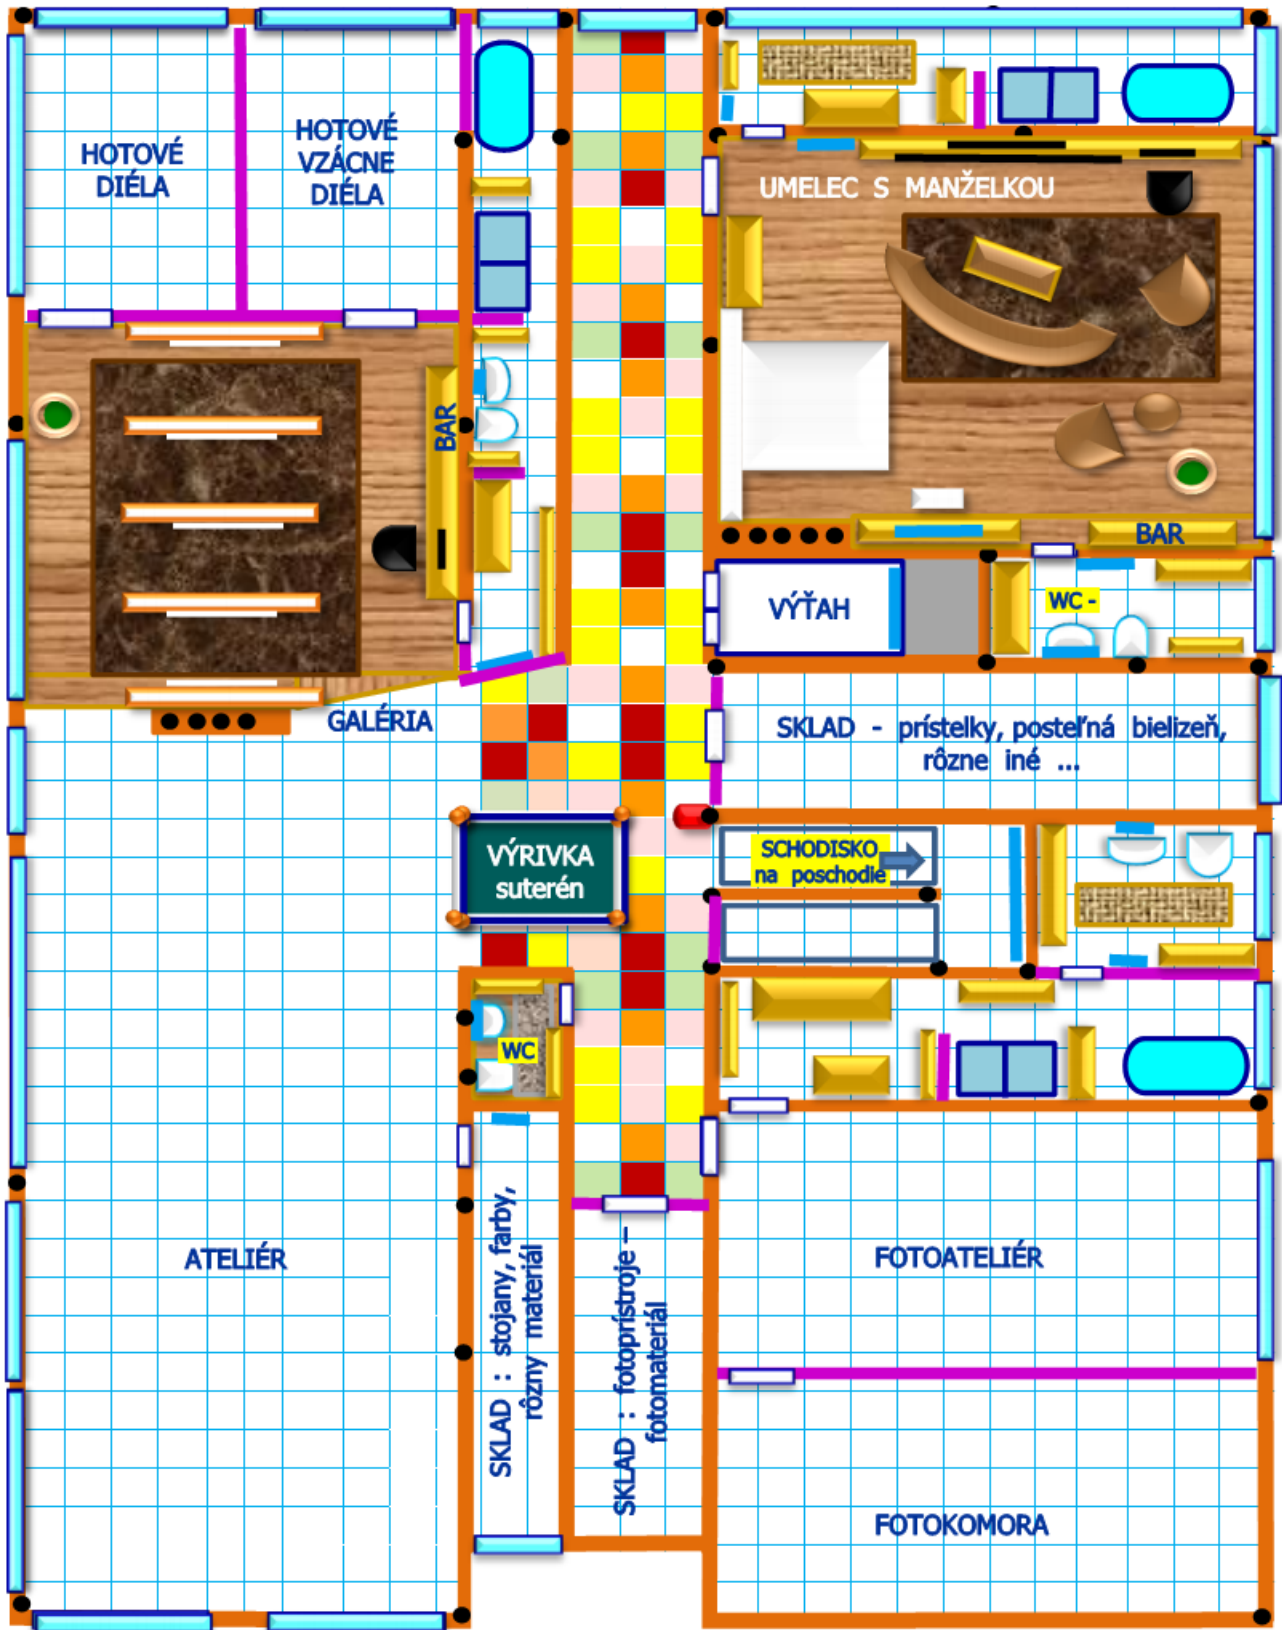 HOTOVÉ
DIÉLA
HOTOVÉ
VZÁCNE
DIÉLA
UMELEC S MANŽELKOU
BAR
BAR
VÝŤAH
WC -
GALÉRIA
SKLAD - prístelky, posteľná bielizeň,
rôzne iné ...
VÝRIVKA
suterén
SCHODISKO
na poschodie
WC
ATELIÉR
SKLAD : stojany, farby,
rôzny materiál
SKLAD : fotoprístroje –
fotomateriál
FOTOATELIÉR
FOTOKOMORA